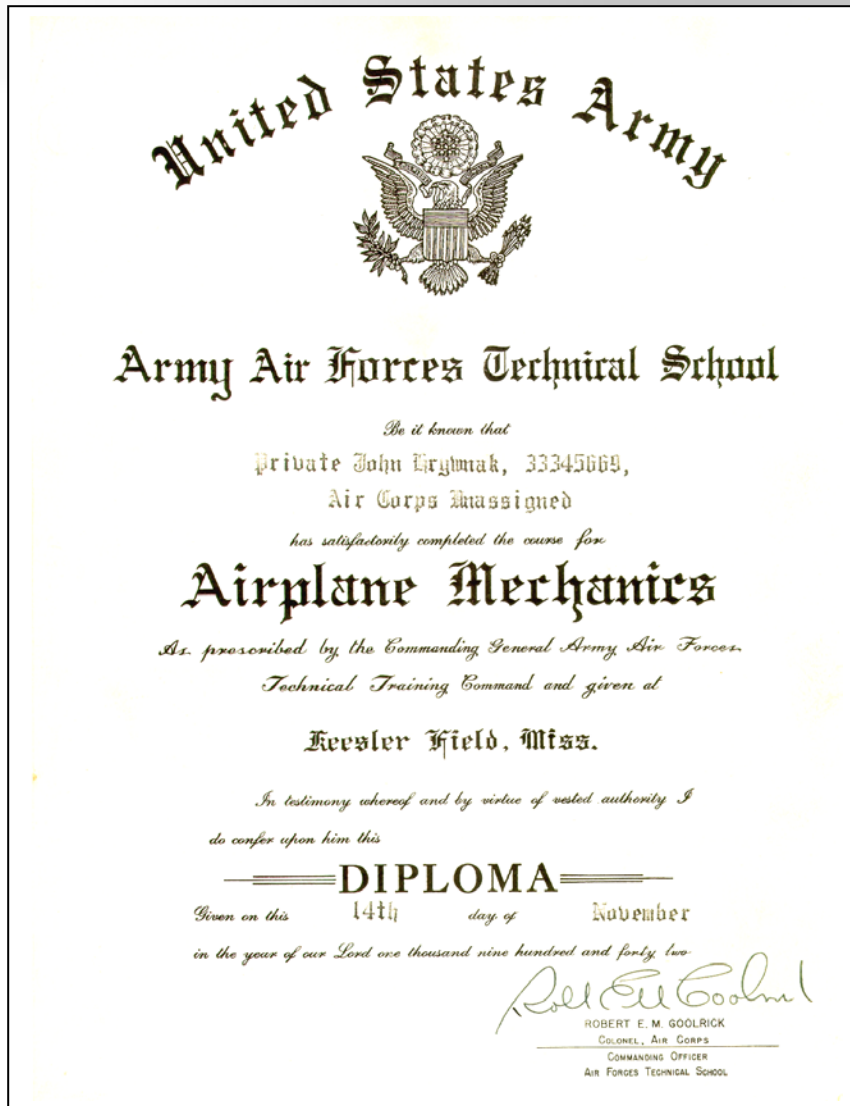 United States Army
Army Air Forces Technical School
Be it known that
Private John Hrywnak, 33345669,
Air Corps Unassigned
has satisfactorily completed the course for
Airplane Mechanics
As prescribed by the Commanding General Army Air Forces
Technical Training Command and given at
Keesler Field, Miss.
In testimony whereof and by virtue of vested authority I
do confer upon him this
DIPLOMA
Given on this 14th day of November
in the year of our Lord one thousand nine hundred and forty two
ROBERT E. M. GOOLRICK
COLONEL, AIR CORPS
COMMANDING OFFICER
AIR FORCES TECHNICAL SCHOOL